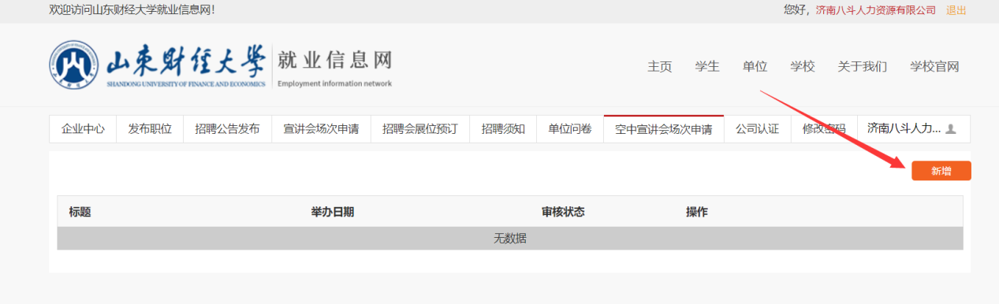 欢迎访问山东财经大学就业信息网！
您好，济南八斗人力资源有限公司 退出
山东财经大学 就业信息网
SHANDONG UNIVERSITY OF FINANCE AND ECONOMICS Employment information network
主页 学生 单位 学校 关于我们 学校官网
企业中心 发布职位 招聘公告发布 宣讲会场次申请 招聘会展位预订 招聘须知 单位问卷 空中宣讲会场次申请 公司认证 修改密码 济南八斗人力...
新增
标题 举办日期 审核状态 操作
无数据